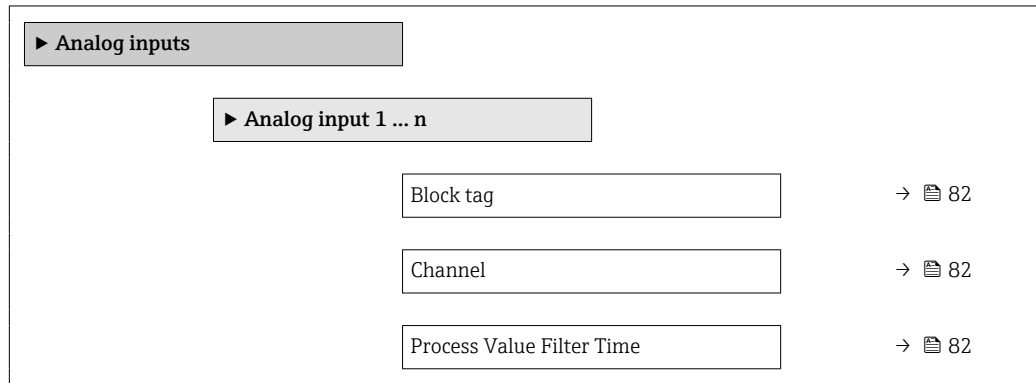 ▶ Analog inputs
▶ Analog input 1 … n
Block tag → 82
Channel → 82
Process Value Filter Time → 82